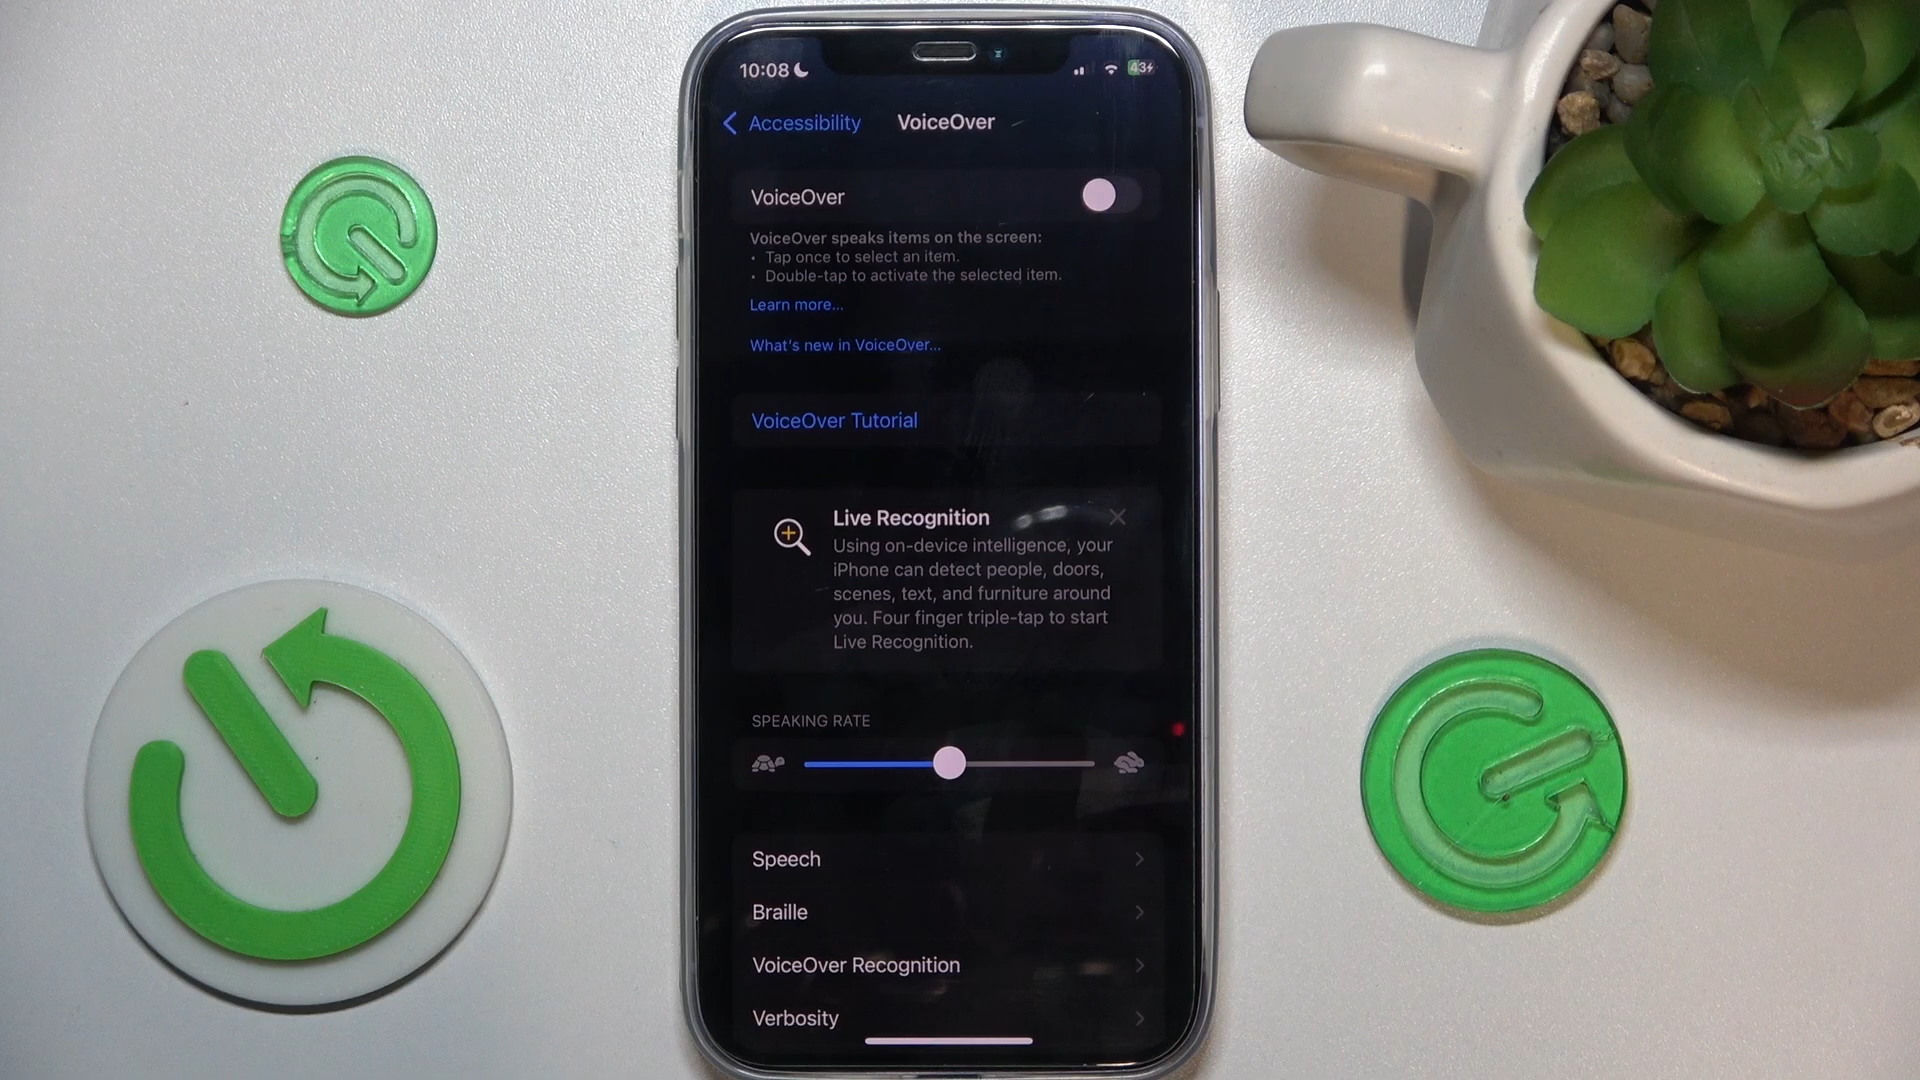 10:08
43
Accessibility VoiceOver
VoiceOver
VoiceOver speaks items on the screen:
• Tap once to select an item.
• Double-tap to activate the selected item.
Learn more...
What's new in VoiceOver...
VoiceOver Tutorial
Live Recognition
Using on-device intelligence, your
iPhone can detect people, doors,
scenes, text, and furniture around
you. Four finger triple-tap to start
Live Recognition.
SPEAKING RATE
Speech
Braille
VoiceOver Recognition
Verbosity